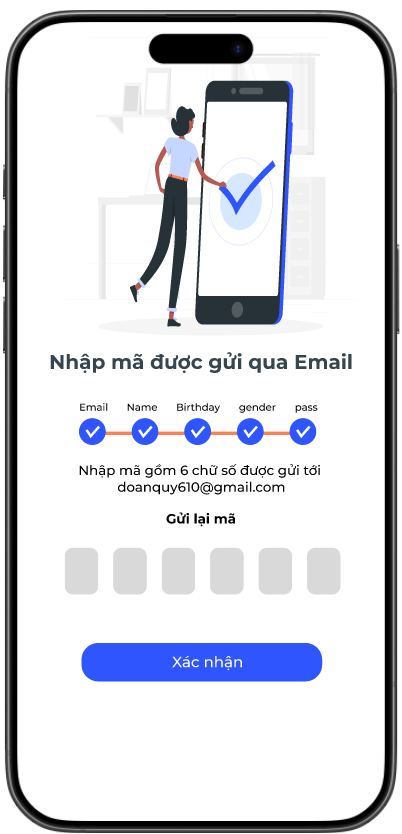 Nhập mã được gửi qua Email
Email Name Birthday gender pass
Nhập mã gồm 6 chữ số được gửi tới
doanquy610@gmail.com
Gửi lại mã
Xác nhận